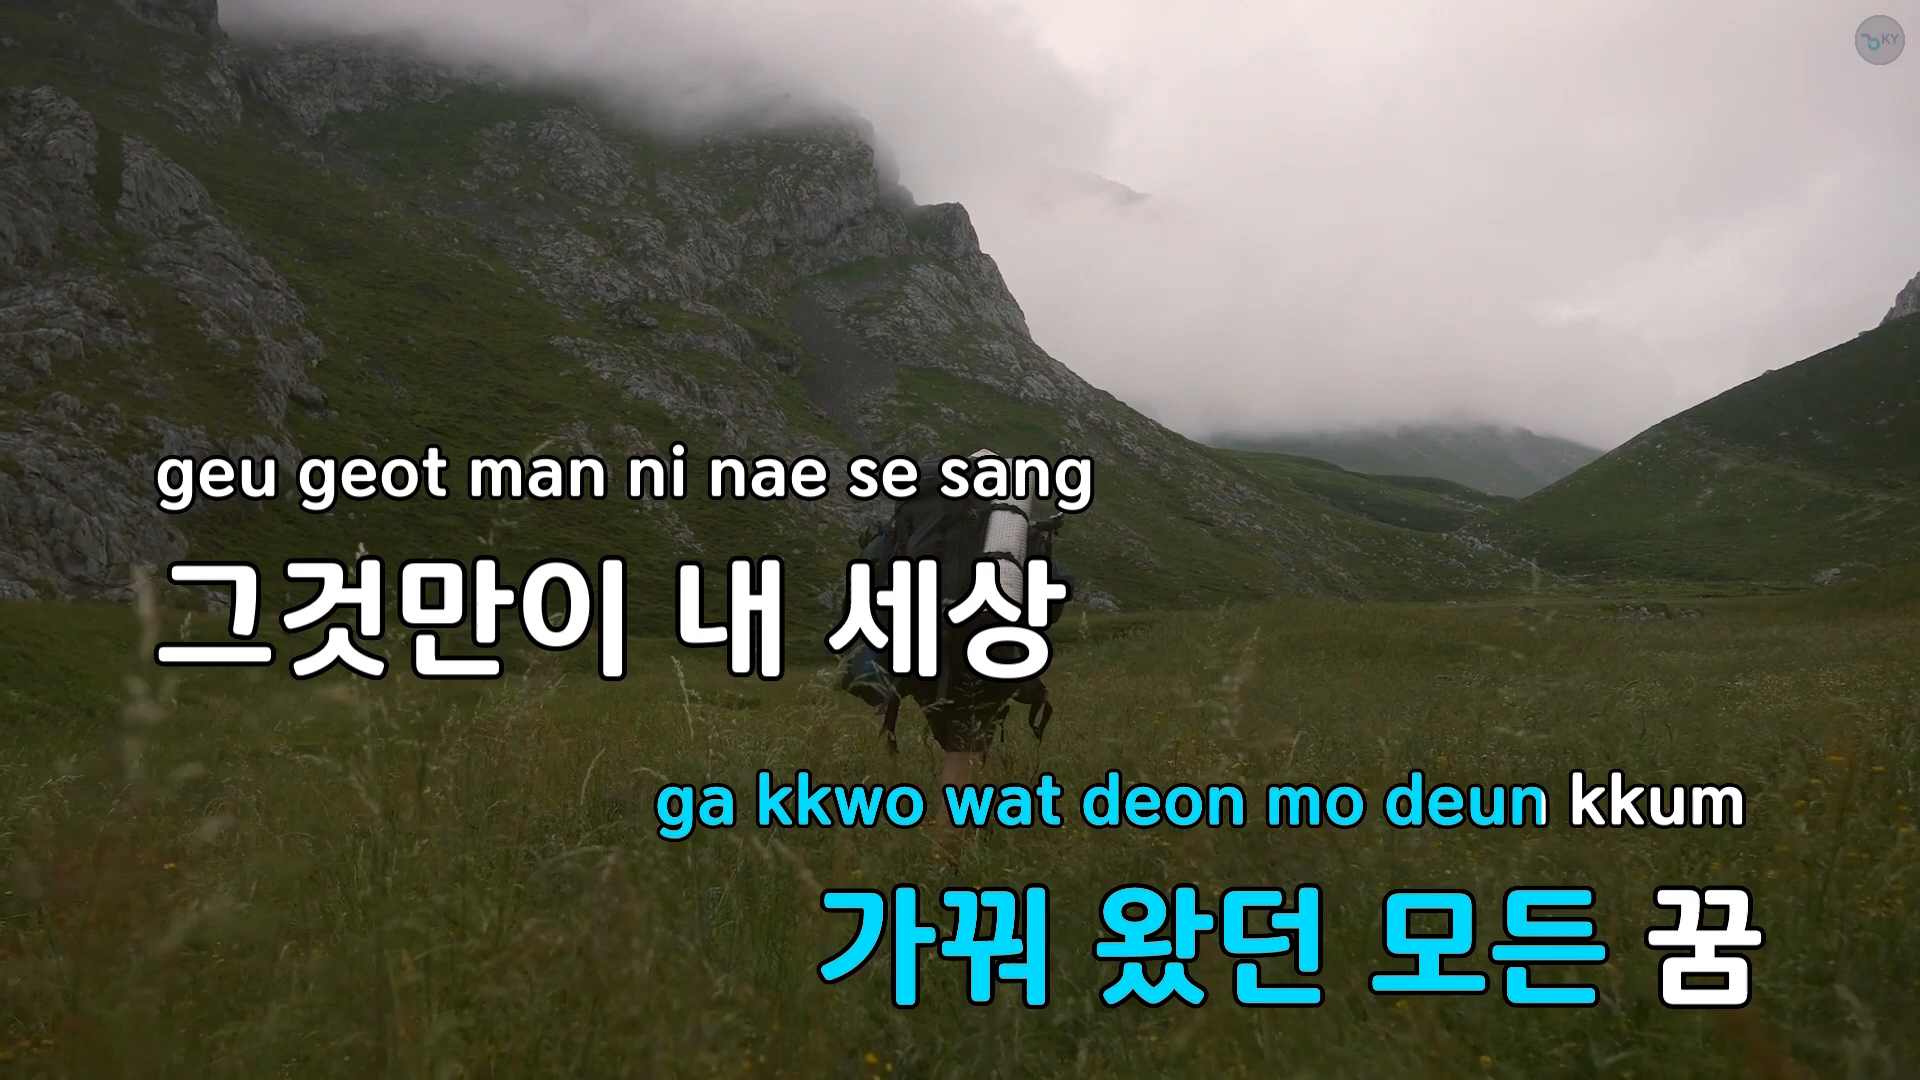 KY
geu geot man ni nae se sang
그것만이 내 세상
ga kkwo wat deon mo deun kkum
가꿔 왔던 모든 꿈